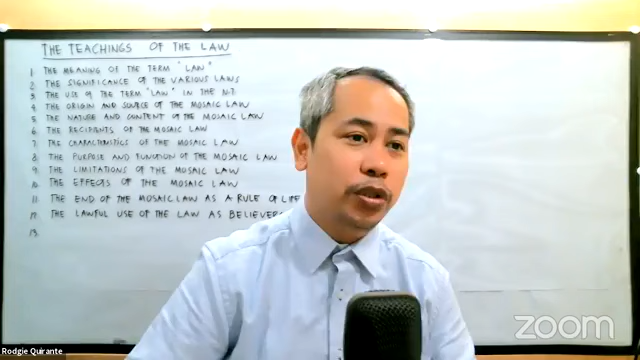 THE TEACHINGS OF THE LAW
1. THE MEANING OF THE TERM "LAW"
2. THE SIGNIFICANCE OF THE VARIOUS LAWS
3. THE USE OF THE TERM "LAW" IN THE N.T.
4. THE ORIGIN AND SOURCE OF THE MOSAIC LAW
5. THE NATURE AND CONTENT OF THE MOSAIC LAW
6. THE RECIPIENTS OF THE MOSAIC LAW
7. THE CHARACTERISTICS OF THE MOSAIC LAW
8. THE PURPOSE AND FUNCTION OF THE MOSAIC LAW
9. THE LIMITATIONS OF THE MOSAIC LAW
10. THE EFFECTS OF THE MOSAIC LAW
11. THE END OF THE MOSAIC LAW AS A RULE OF LIFE
12. THE LAWFUL USE OF THE LAW AS BELIEVERS
13.
zoom
Rodgie Quirante